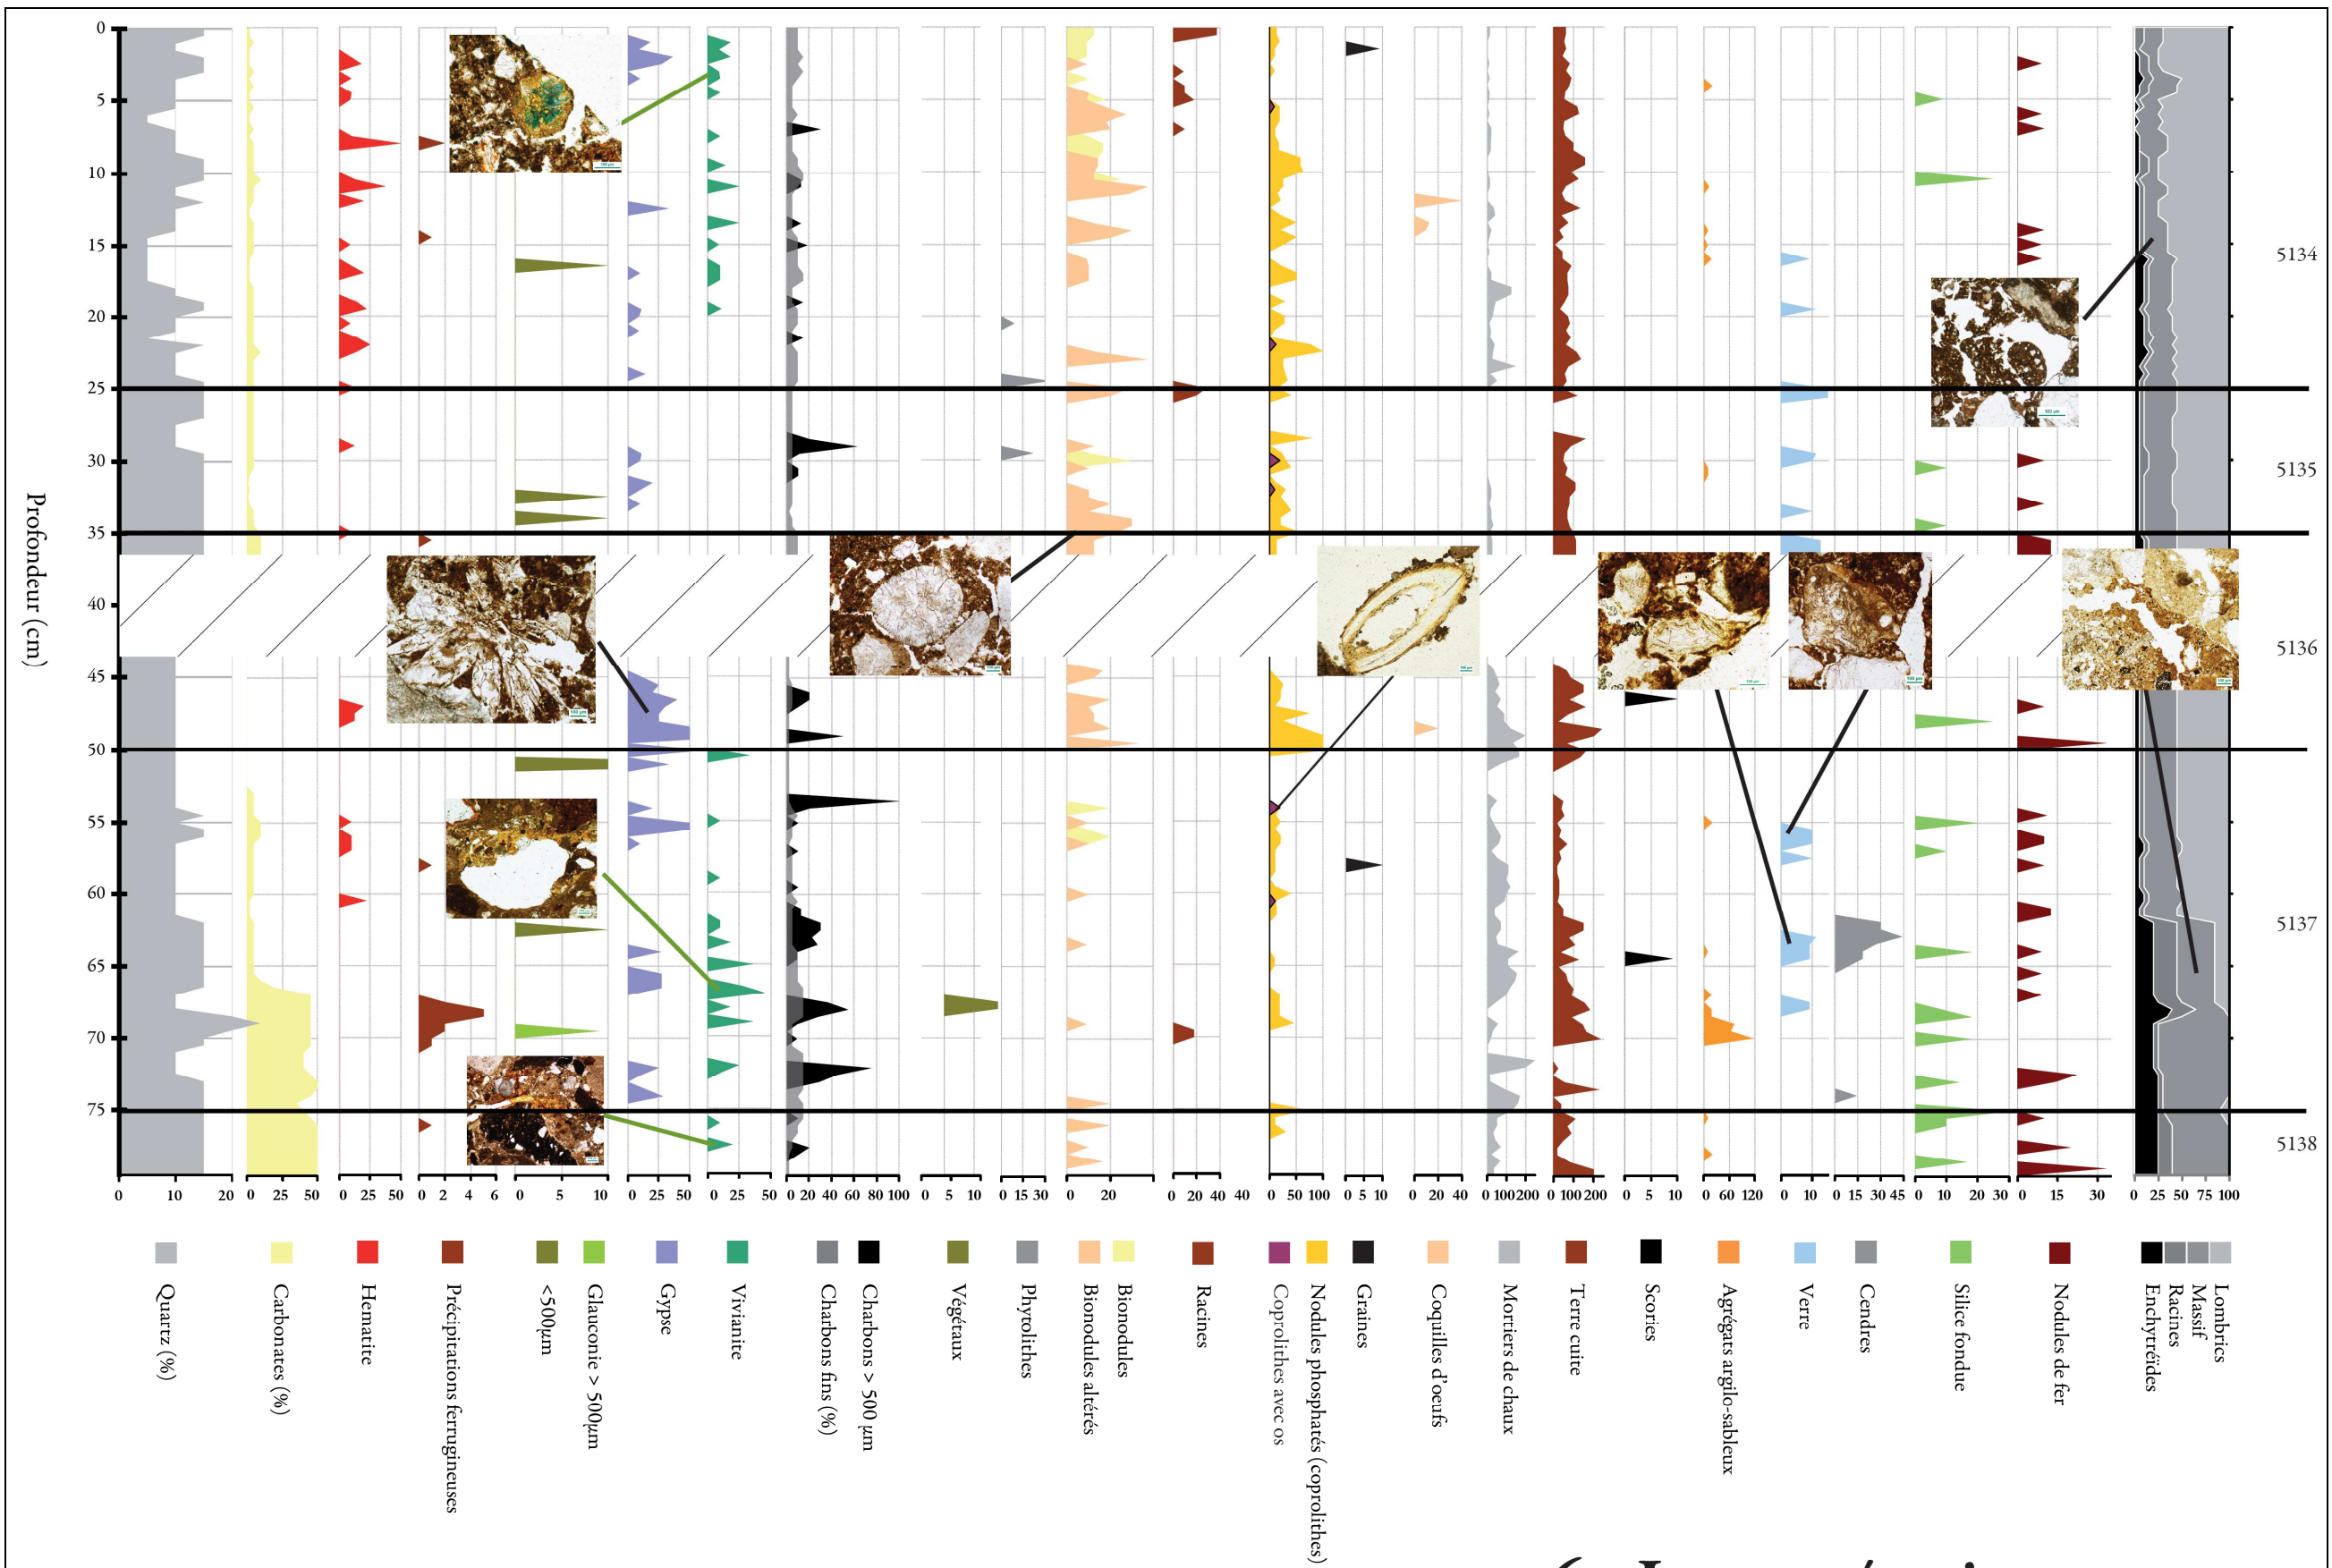 0
5
10
15
20
25
30
35
40
45
50
55
60
65
70
75
Profondeur (cm)
5134
5135
5136
5137
5138
0 10 20
0 25 50
0 25 50
0 2 4 6
0 5 10
0 25 50
0 25 50
0 20 40 60 80 100
0 5 10
0 15 30
0 20
0 20 40 40
0 50 100
0 5 10
0 20 40
0 100 200
0 100 200
0 5 10
0 60 120
0 10
0 15 30 45
0 10 20 30
0 15 30
0 25 50 75 100
Quartz (%)
Carbonates (%)
Hematite
Précipitations ferrugineuses
<500µm
Glauconie > 500µm
Gypse
Vivianite
Charbons fins (%)
Charbons > 500 µm
Végétaux
Phytolithes
Bionodules altérés
Bionodules
Racines
Coprolithes avec os
Nodules phosphatés (coprolithes)
Graines
Coquilles d'oeufs
Mortiers de chaux
Terre cuite
Scories
Agrégats argilo-sableux
Verre
Cendres
Silice fondue
Nodules de fer
Enchytréides
Racines
Massif
Lombrics